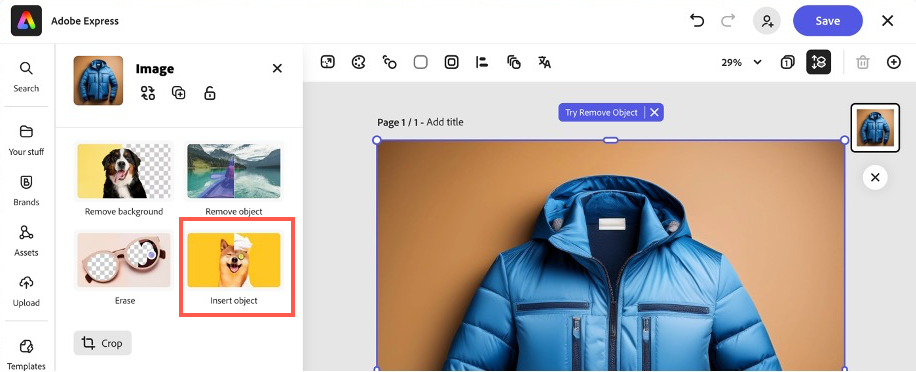 Adobe Express
Save
Search
Your stuff
Brands
Assets
Upload
Templates
Image
Remove background
Remove object
Erase
Insert object
Crop
29%
Try Remove Object
Page 1 / 1 - Add title